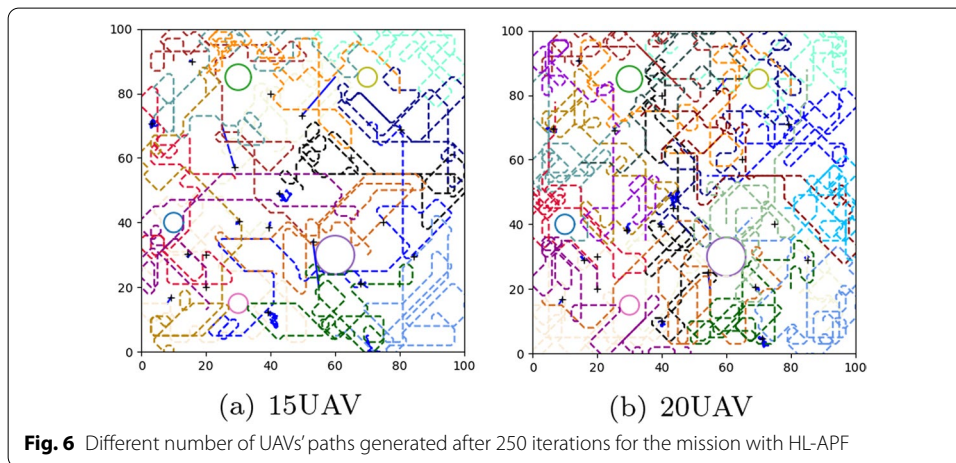 100
80
60
40
20
0
0 20 40 60 80 100
(a) 15UAV
100
80
60
40
20
0
0 20 40 60 80 100
(b) 20UAV
Fig. 6 Different number of UAVs' paths generated after 250 iterations for the mission with HL-APF